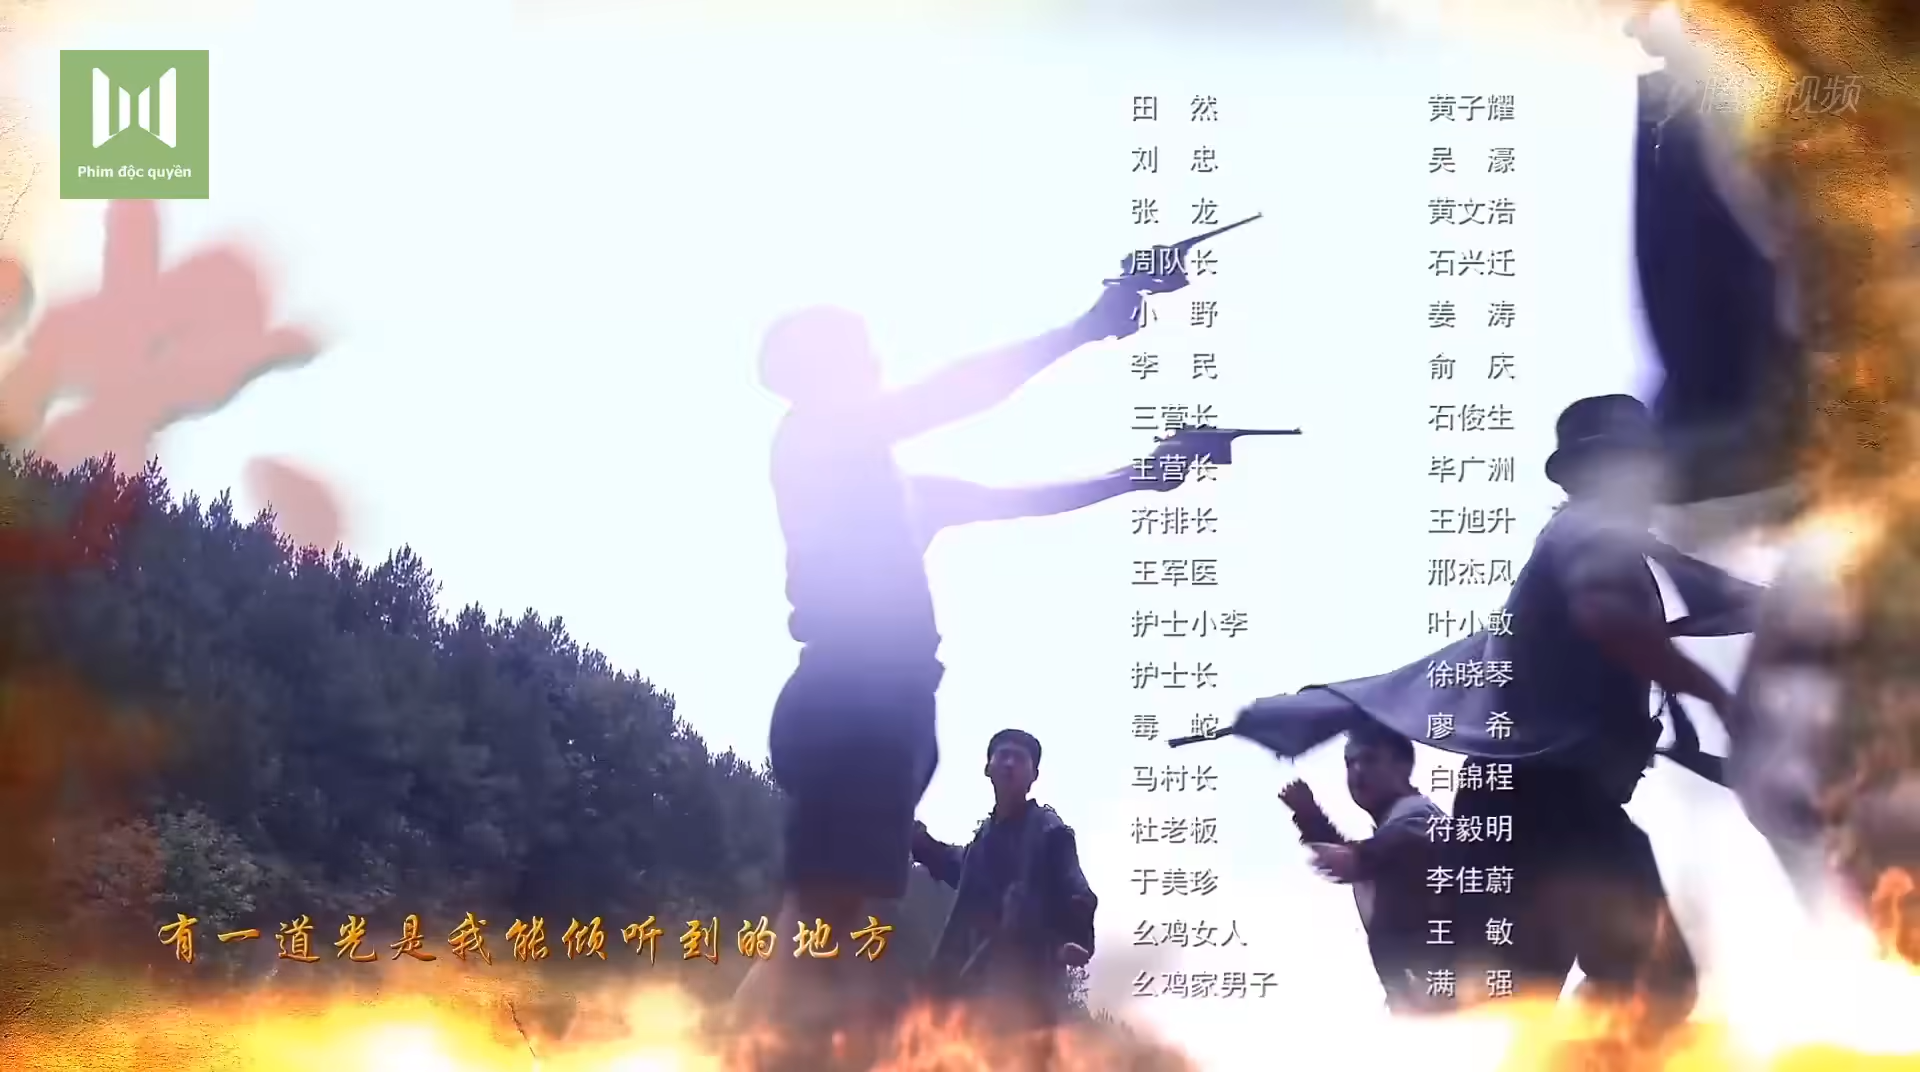 Phim độc quyền
腾讯视频
田 然 黄子耀
刘 忠 吴 濠
张 龙 黄文浩
周队长 石兴迁
小 野 姜 涛
李 民 俞 庆
三营长 石俊生
王营长 毕广洲
齐排长 王旭升
王军医 邢杰风
护士小李 叶小敏
护士长 徐晓琴
毒 蛇 廖 希
马村长 白锦程
杜老板 符毅明
于美珍 李佳蔚
幺鸡女人 王 敏
幺鸡家男子 满 强
有一道光是我能倾听到的地方